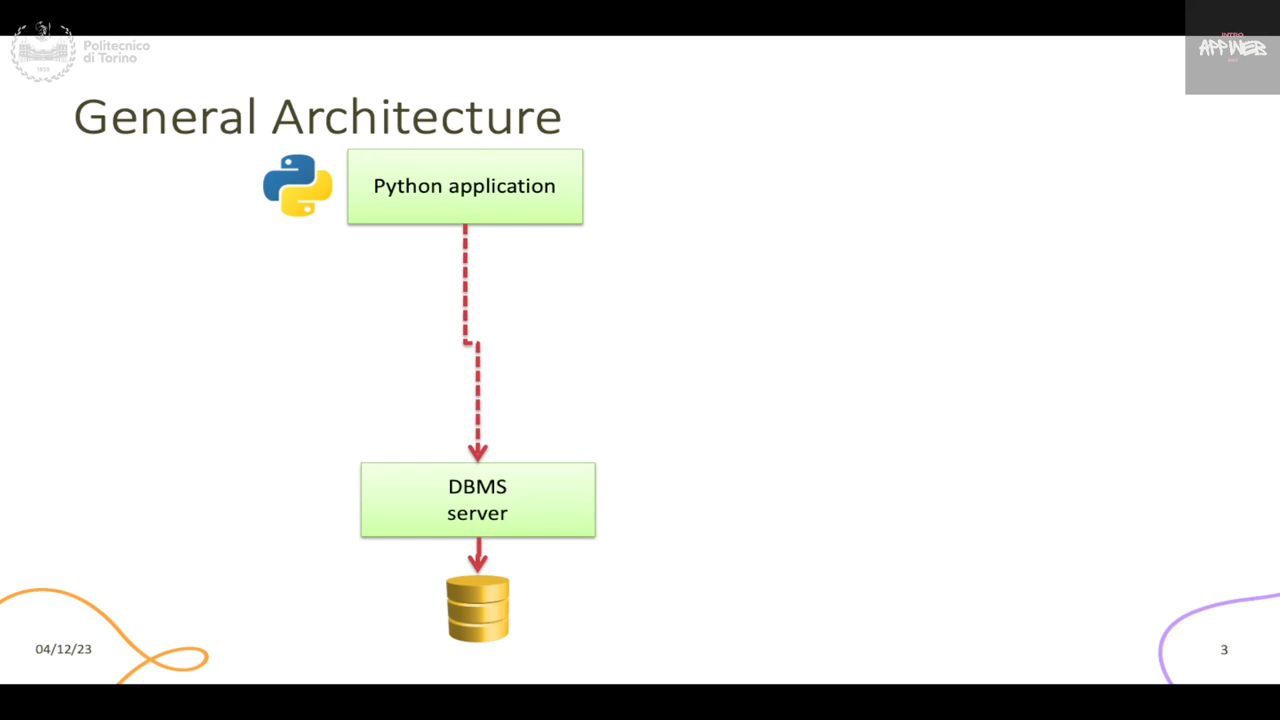 Politecnico
di Torino
INTRO
APPWEB
General Architecture
Python application
DBMS
server
04/12/23
3